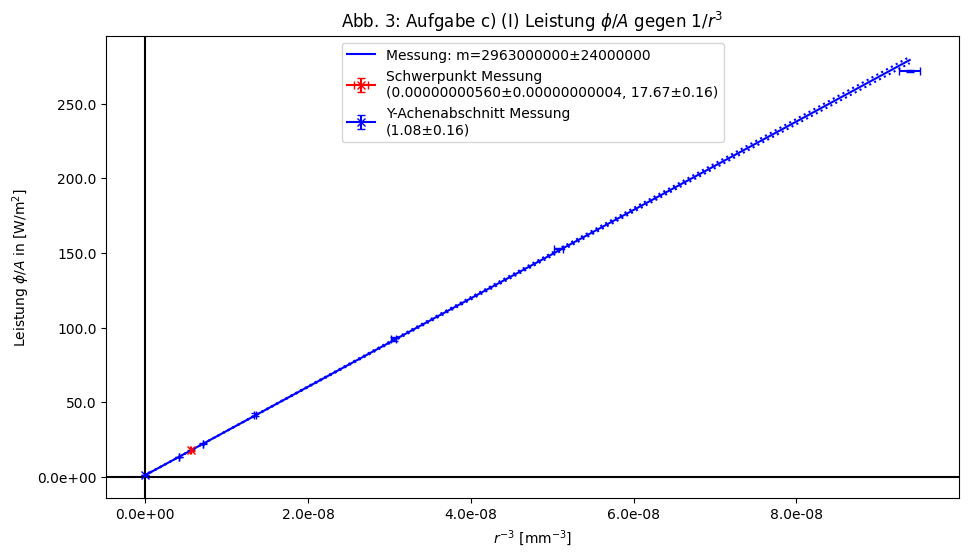 Abb. 3: Aufgabe c) (I) Leistung ϕ/A gegen 1/r³
Messung: m=2963000000±24000000
Schwerpunkt Messung
(0.00000000560±0.00000000004, 17.67±0.16)
Y-Achenabschnitt Messung
(1.08±0.16)
Leistung ϕ/A in [W/m²]
250.0
200.0
150.0
100.0
50.0
0.0e+00
0.0e+00 2.0e-08 4.0e-08 6.0e-08 8.0e-08
r⁻³ [mm⁻³]